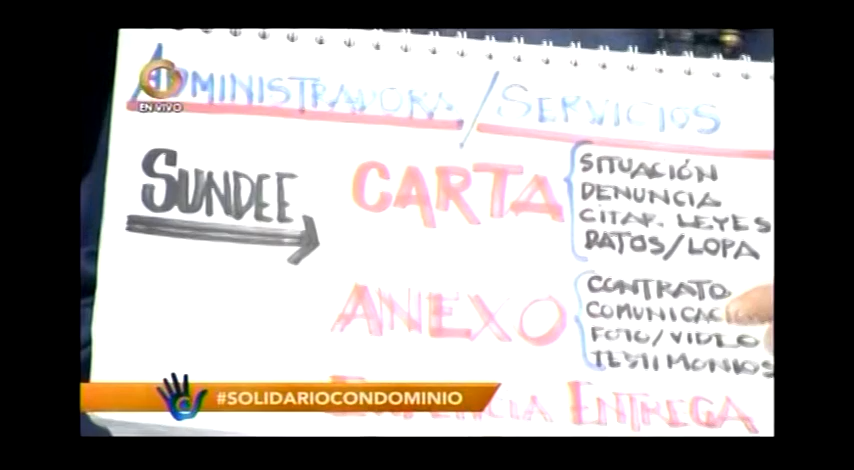 ADMINISTRADORA / SERVICIOS
EN VIVO
SUNDEE
CARTA
SITUACIÓN
DENUNCIA
CITAR. LEYES
DATOS/LOPA
ANEXO
CONTRATO
COMUNICACIO
FOTO/VIDEO
TESTIMONIOS
#SOLIDARIOCONDOMINIO
ENTREGA